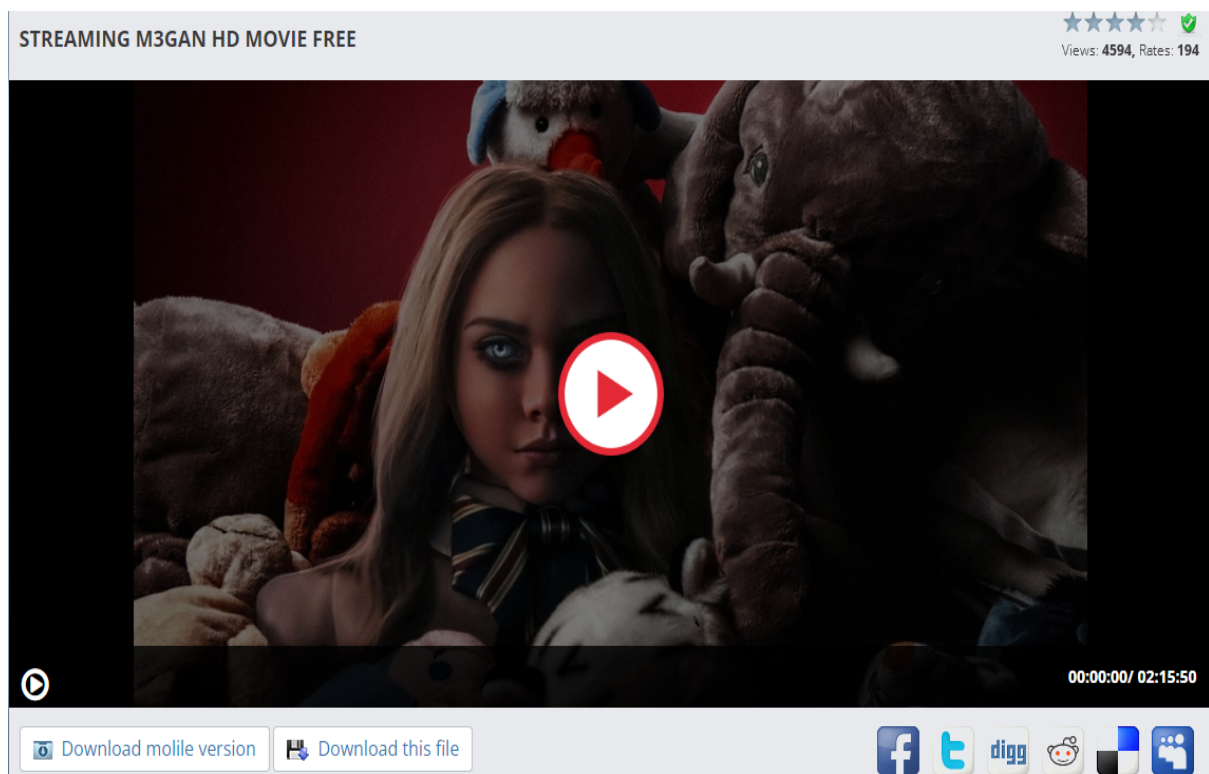 STREAMING M3GAN HD MOVIE FREE
Views: 4594, Rates: 194
00:00:00/ 02:15:50
Download molile version
Download this file
digg